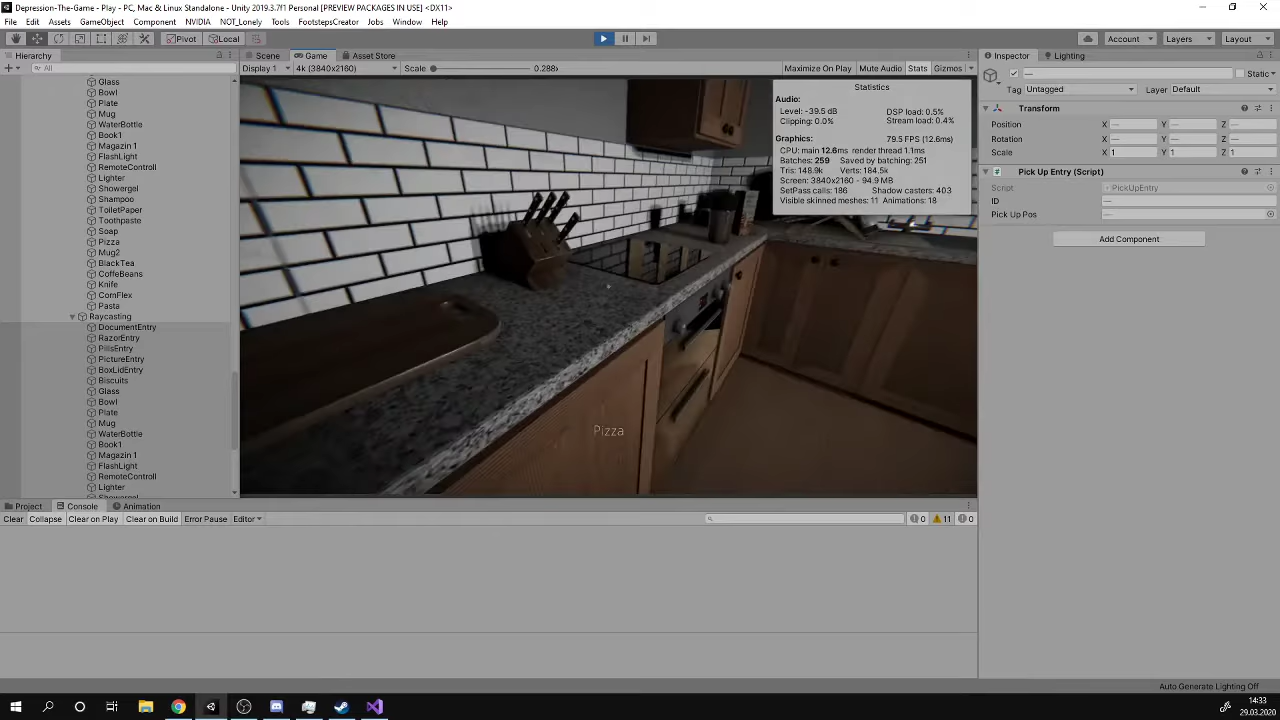 Depression-The-Game - Play - PC, Mac & Linux Standalone - Unity 2019.3.7f1 Personal [PREVIEW PACKAGES IN USE] <DX11>
File Edit Assets GameObject Component NVIDIA NOT_Lonely Tools FootstepsCreator Jobs Window Help
Pivot Local Account Layers Layout
Hierarchy Scene Game Asset Store Inspector Lighting
All Display 1 4k (3840x2160) Scale 0.288x Maximize On Play Mute Audio Stats Gizmos
— Static
Tag Untagged Layer Default
Glass
Bowl
Plate
Mug
WaterBottle
Book1
Magazin 1
FlashLight
RemoteControll
Lighter
Showergel
Shampoo
ToiletPaper
Toothpaste
Soap
Pizza
Mug2
BlackTea
CoffeBeans
Knife
CornFlex
Pasta
Raycasting
DocumentEntry
RazorEntry
PillsEntry
PictureEntry
BoxLidEntry
Biscuits
Glass
Bowl
Plate
Mug
WaterBottle
Book1
Magazin 1
FlashLight
RemoteControll
Lighter
Showergel
Statistics
Audio:
Level: -39.5 dB DSP load: 0.5%
Clipping: 0.0% Stream load: 0.4%
Graphics: 79.5 FPS (12.6ms)
CPU: main 12.6ms render thread 1.1ms
Batches: 259 Saved by batching: 251
Tris: 148.9k Verts: 184.5k
Screen: 3840x2160 - 94.9 MB
SetPass calls: 186 Shadow casters: 403
Visible skinned meshes: 11 Animations: 18
Pizza
Transform
Position X — Y — Z —
Rotation X — Y — Z —
Scale X 1 Y 1 Z 1
Pick Up Entry (Script)
Script PickUpEntry
ID —
Pick Up Pos —
Add Component
Project Console Animation
Clear Collapse Clear on Play Clear on Build Error Pause Editor 0 11 0
Auto Generate Lighting Off
14:33
29.03.2020